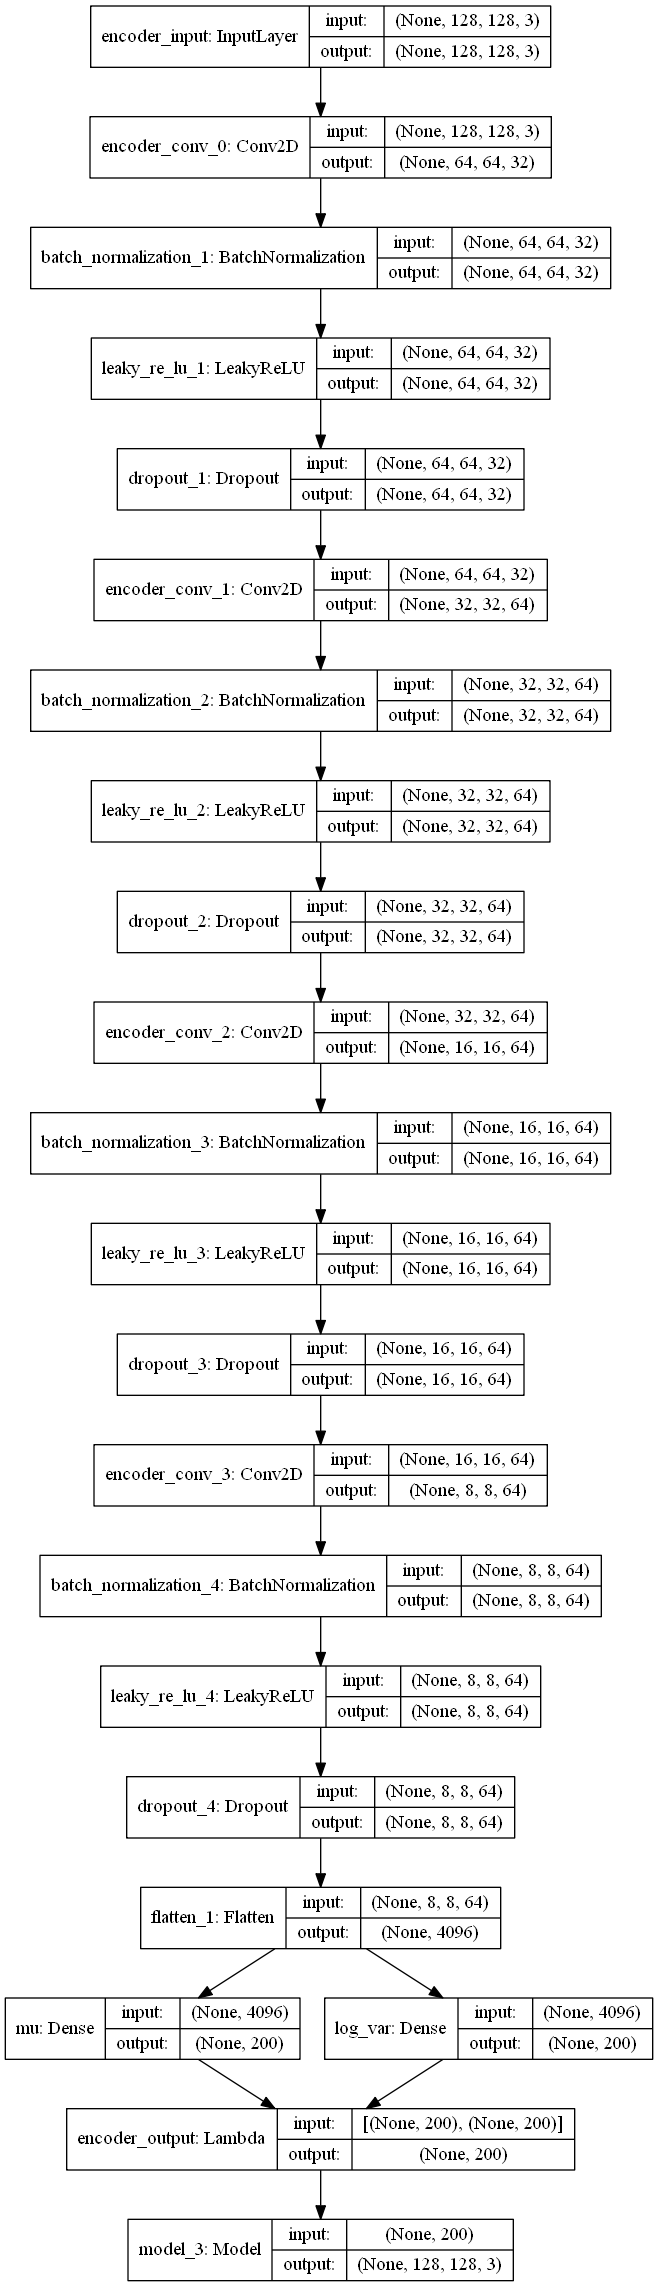 encoder_input: InputLayer input: (None, 128, 128, 3)
output: (None, 128, 128, 3)
encoder_conv_0: Conv2D input: (None, 128, 128, 3)
output: (None, 64, 64, 32)
batch_normalization_1: BatchNormalization input: (None, 64, 64, 32)
output: (None, 64, 64, 32)
leaky_re_lu_1: LeakyReLU input: (None, 64, 64, 32)
output: (None, 64, 64, 32)
dropout_1: Dropout input: (None, 64, 64, 32)
output: (None, 64, 64, 32)
encoder_conv_1: Conv2D input: (None, 64, 64, 32)
output: (None, 32, 32, 64)
batch_normalization_2: BatchNormalization input: (None, 32, 32, 64)
output: (None, 32, 32, 64)
leaky_re_lu_2: LeakyReLU input: (None, 32, 32, 64)
output: (None, 32, 32, 64)
dropout_2: Dropout input: (None, 32, 32, 64)
output: (None, 32, 32, 64)
encoder_conv_2: Conv2D input: (None, 32, 32, 64)
output: (None, 16, 16, 64)
batch_normalization_3: BatchNormalization input: (None, 16, 16, 64)
output: (None, 16, 16, 64)
leaky_re_lu_3: LeakyReLU input: (None, 16, 16, 64)
output: (None, 16, 16, 64)
dropout_3: Dropout input: (None, 16, 16, 64)
output: (None, 16, 16, 64)
encoder_conv_3: Conv2D input: (None, 16, 16, 64)
output: (None, 8, 8, 64)
batch_normalization_4: BatchNormalization input: (None, 8, 8, 64)
output: (None, 8, 8, 64)
leaky_re_lu_4: LeakyReLU input: (None, 8, 8, 64)
output: (None, 8, 8, 64)
dropout_4: Dropout input: (None, 8, 8, 64)
output: (None, 8, 8, 64)
flatten_1: Flatten input: (None, 8, 8, 64)
output: (None, 4096)
mu: Dense input: (None, 4096)
output: (None, 200)
log_var: Dense input: (None, 4096)
output: (None, 200)
encoder_output: Lambda input: [(None, 200), (None, 200)]
output: (None, 200)
model_3: Model input: (None, 200)
output: (None, 128, 128, 3)